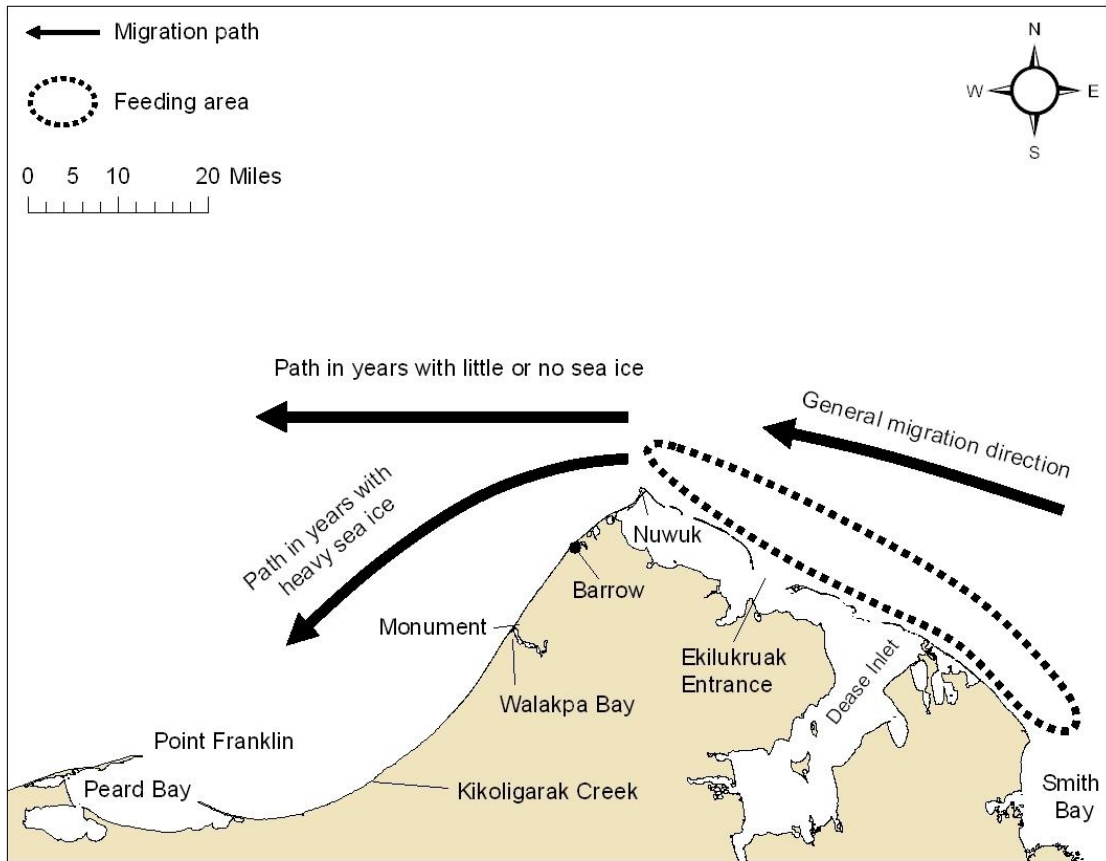 Migration path
Feeding area
0 5 10 20 Miles
N
W E
S
Path in years with little or no sea ice
General migration direction
Path in years with
heavy sea ice
Nuwuk
Barrow
Monument
Ekilukruak
Entrance
Dease Inlet
Walakpa Bay
Point Franklin
Peard Bay
Kikoligarak Creek
Smith
Bay